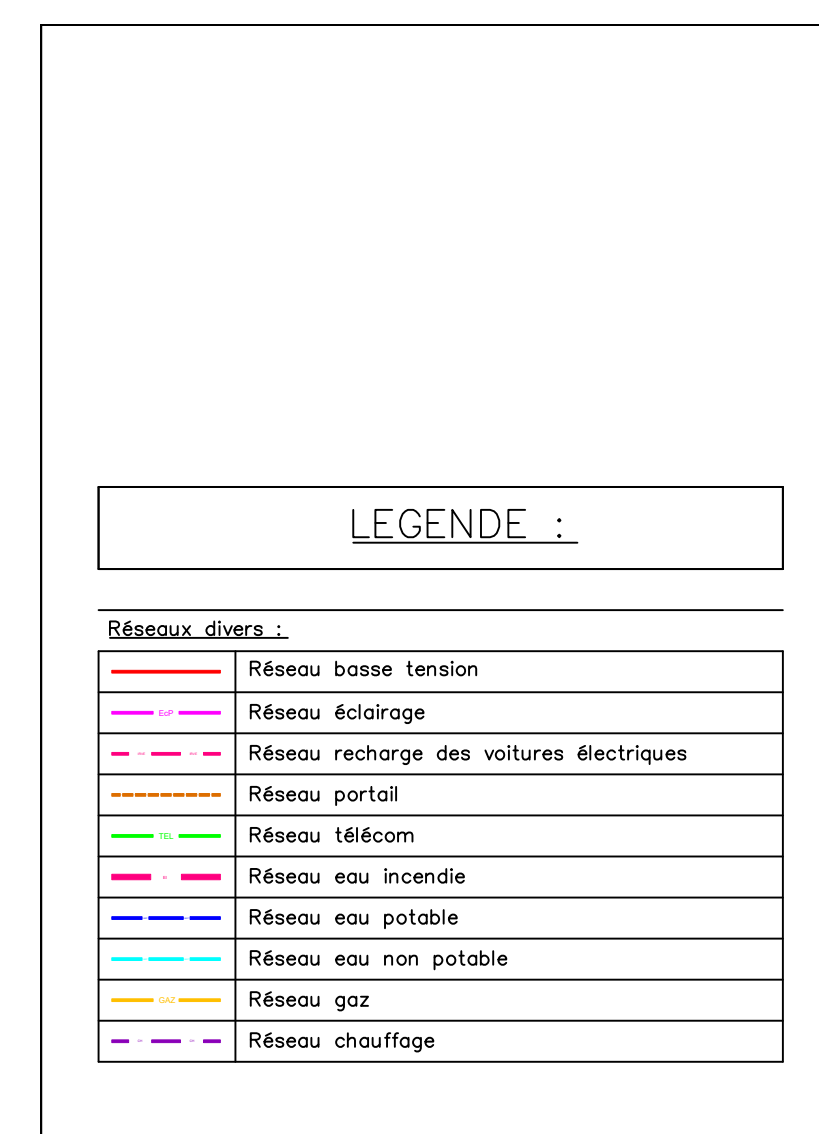 LEGENDE :
Réseaux divers :
Réseau basse tension
EcP Réseau éclairage
Réseau recharge des voitures électriques
Réseau portail
TEL Réseau télécom
Réseau eau incendie
Réseau eau potable
Réseau eau non potable
GAZ Réseau gaz
Réseau chauffage